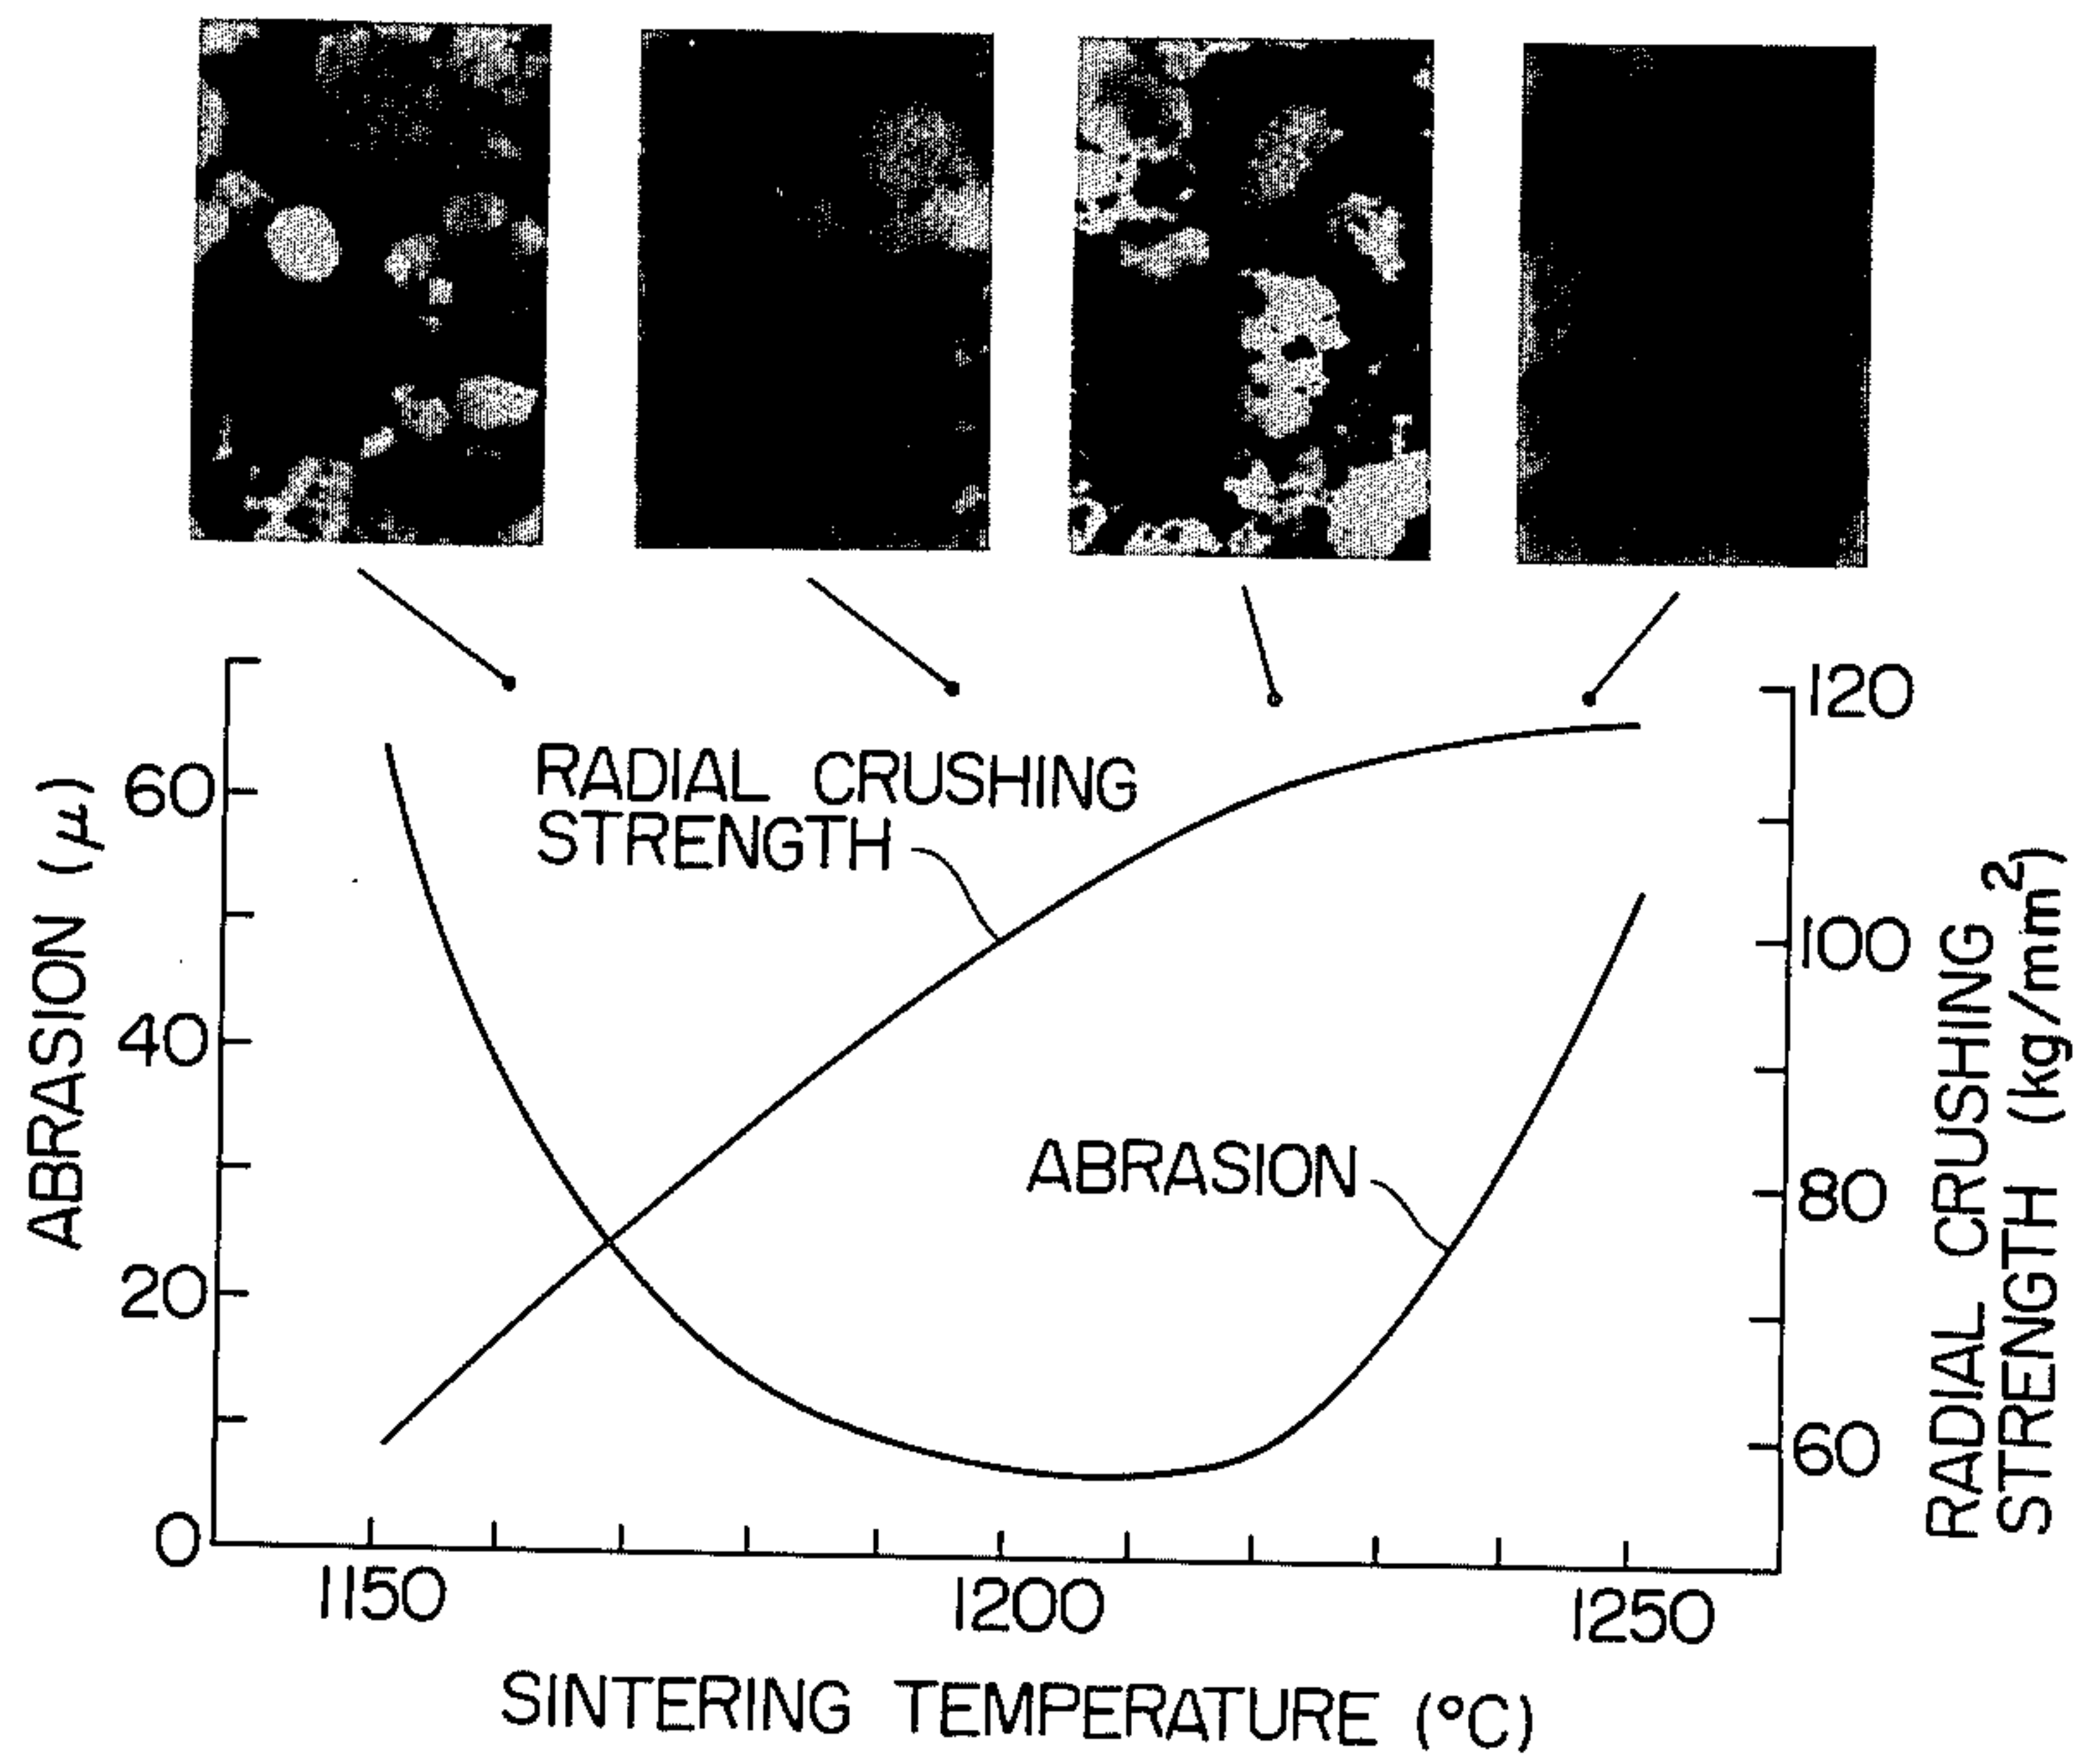 RADIAL CRUSHING
STRENGTH
ABRASION
60
40
20
0
ABRASION (μ)
120
100
80
60
RADIAL CRUSHING
STRENGTH (kg/mm²)
1150
1200
1250
SINTERING TEMPERATURE (°C)